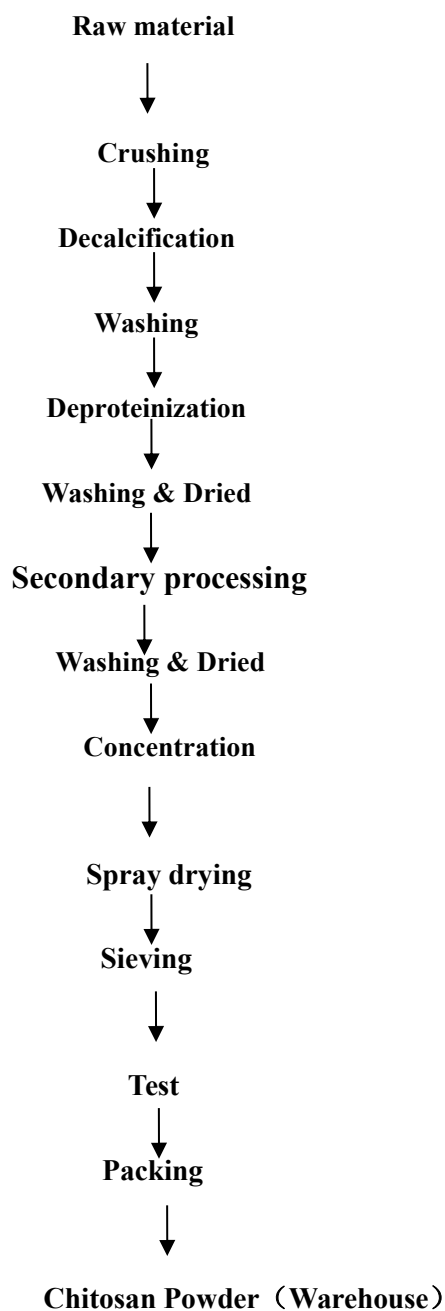 Raw material
Crushing
Decalcification
Washing
Deproteinization
Washing & Dried
Secondary processing
Washing & Dried
Concentration
Spray drying
Sieving
Test
Packing
Chitosan Powder（Warehouse）